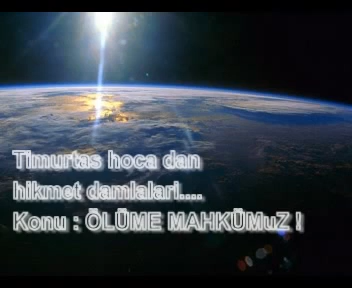 Timurtas hoca dan
hikmet damlalari....
Konu : ÖLÜME MAHKÜMuZ !